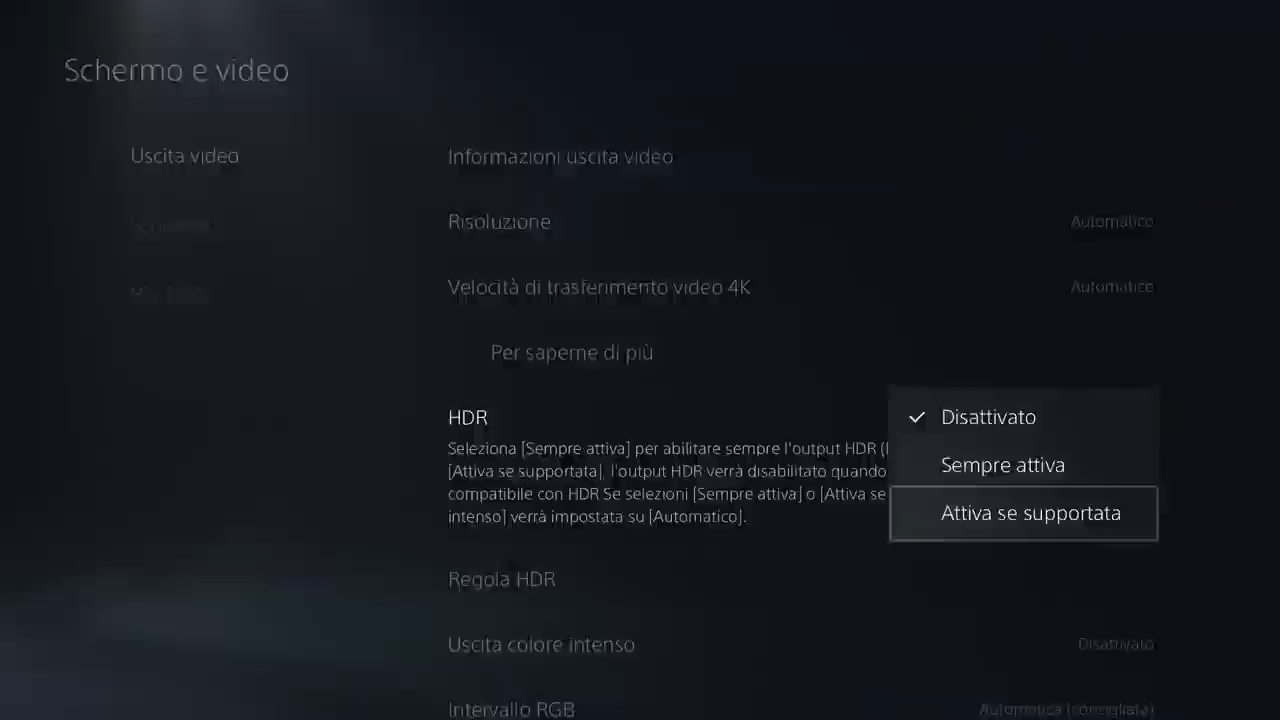 Schermo e video
Uscita video
Informazioni uscita video
Risoluzione
Automatico
Velocità di trasferimento video 4K
Automatico
Per saperne di più
HDR
Seleziona [Sempre attiva] per abilitare sempre l'output HDR (
[Attiva se supportata], l'output HDR verrà disabilitato quando
compatibile con HDR Se selezioni [Sempre attiva] o [Attiva se
intenso] verrà impostata su [Automatico].
Disattivato
Sempre attiva
Attiva se supportata
Regola HDR
Uscita colore intenso
Disattivato
Intervallo RGB
Automatica (consigliata)